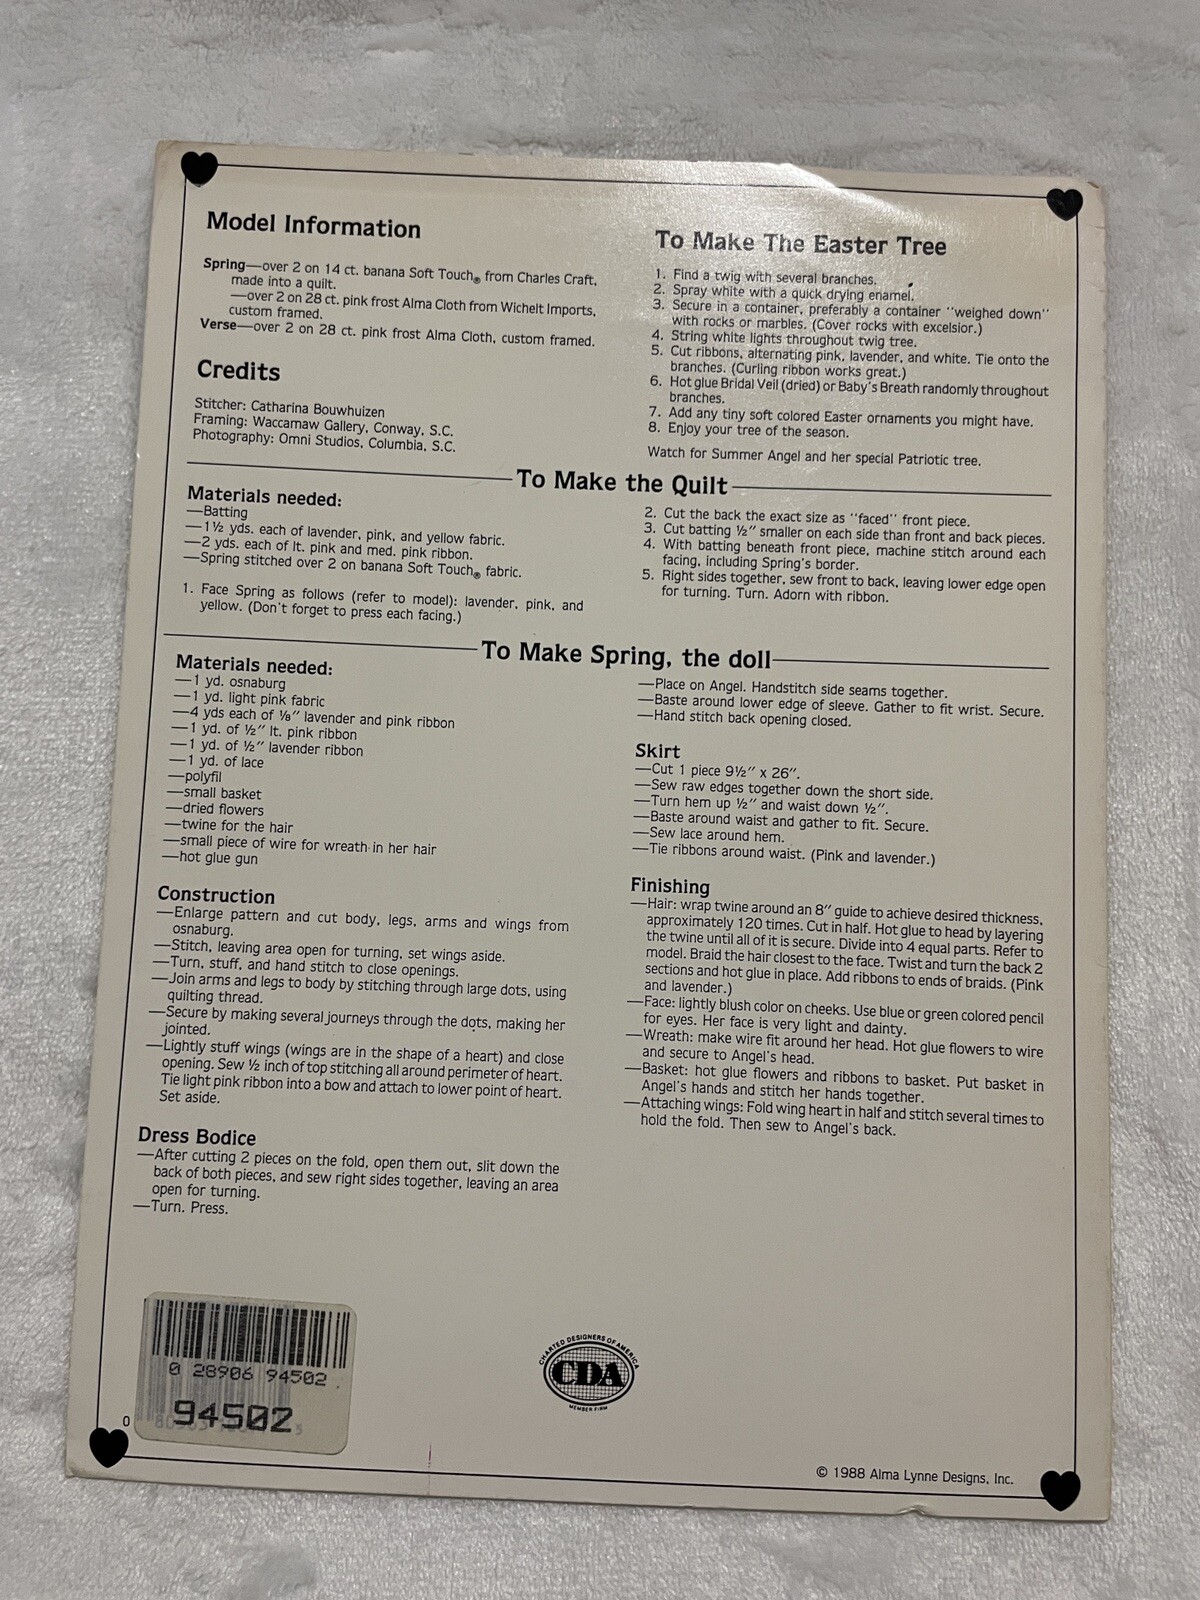 Model Information
Spring—over 2 on 14 ct. banana Soft Touch® from Charles Craft,
made into a quilt.
—over 2 on 28 ct. pink frost Alma Cloth from Wichelt Imports,
custom framed.
Verse—over 2 on 28 ct. pink frost Alma Cloth, custom framed.
Credits
Stitcher: Catharina Bouwhuizen
Framing: Waccamaw Gallery, Conway, S.C.
Photography: Omni Studios, Columbia, S.C.
To Make The Easter Tree
1. Find a twig with several branches.
2. Spray white with a quick drying enamel.
3. Secure in a container, preferably a container "weighed down"
with rocks or marbles. (Cover rocks with excelsior.)
4. String white lights throughout twig tree.
5. Cut ribbons, alternating pink, lavender, and white. Tie onto the
branches. (Curling ribbon works great.)
6. Hot glue Bridal Veil (dried) or Baby's Breath randomly throughout
branches.
7. Add any tiny soft colored Easter ornaments you might have.
8. Enjoy your tree of the season.
Watch for Summer Angel and her special Patriotic tree.
To Make the Quilt
Materials needed:
—Batting
—1½ yds. each of lavender, pink, and yellow fabric.
—2 yds. each of lt. pink and med. pink ribbon.
—Spring stitched over 2 on banana Soft Touch® fabric.
1. Face Spring as follows (refer to model): lavender, pink, and
yellow. (Don't forget to press each facing.)
2. Cut the back the exact size as "faced" front piece.
3. Cut batting ½" smaller on each side than front and back pieces.
4. With batting beneath front piece, machine stitch around each
facing, including Spring's border.
5. Right sides together, sew front to back, leaving lower edge open
for turning. Turn. Adorn with ribbon.
To Make Spring, the doll
Materials needed:
—1 yd. osnaburg
—1 yd. light pink fabric
—4 yds each of ⅛" lavender and pink ribbon
—1 yd. of ½" lt. pink ribbon
—1 yd. of ½" lavender ribbon
—1 yd. of lace
—polyfil
—small basket
—dried flowers
—twine for the hair
—small piece of wire for wreath in her hair
—hot glue gun
Construction
—Enlarge pattern and cut body, legs, arms and wings from
osnaburg.
—Stitch, leaving area open for turning, set wings aside.
—Turn, stuff, and hand stitch to close openings.
—Join arms and legs to body by stitching through large dots, using
quilting thread.
—Secure by making several journeys through the dots, making her
jointed.
—Lightly stuff wings (wings are in the shape of a heart) and close
opening. Sew ½ inch of top stitching all around perimeter of heart.
Tie light pink ribbon into a bow and attach to lower point of heart.
Set aside.
Dress Bodice
—After cutting 2 pieces on the fold, open them out, slit down the
back of both pieces, and sew right sides together, leaving an area
open for turning.
—Turn. Press.
—Place on Angel. Handstitch side seams together.
—Baste around lower edge of sleeve. Gather to fit wrist. Secure.
—Hand stitch back opening closed.
Skirt
—Cut 1 piece 9½" x 26".
—Sew raw edges together down the short side.
—Turn hem up ½" and waist down ½".
—Baste around waist and gather to fit. Secure.
—Sew lace around hem.
—Tie ribbons around waist. (Pink and lavender.)
Finishing
—Hair: wrap twine around an 8" guide to achieve desired thickness,
approximately 120 times. Cut in half. Hot glue to head by layering
the twine until all of it is secure. Divide into 4 equal parts. Refer to
model. Braid the hair closest to the face. Twist and turn the back 2
sections and hot glue in place. Add ribbons to ends of braids. (Pink
and lavender.)
—Face: lightly blush color on cheeks. Use blue or green colored pencil
for eyes. Her face is very light and dainty.
—Wreath: make wire fit around her head. Hot glue flowers to wire
and secure to Angel's head.
—Basket: hot glue flowers and ribbons to basket. Put basket in
Angel's hands and stitch her hands together.
—Attaching wings: Fold wing heart in half and stitch several times to
hold the fold. Then sew to Angel's back.
0 28906 94502
94502
0
5
CHARTED DESIGNERS OF AMERICA
CDA
MEMBER FIRM
© 1988 Alma Lynne Designs, Inc.